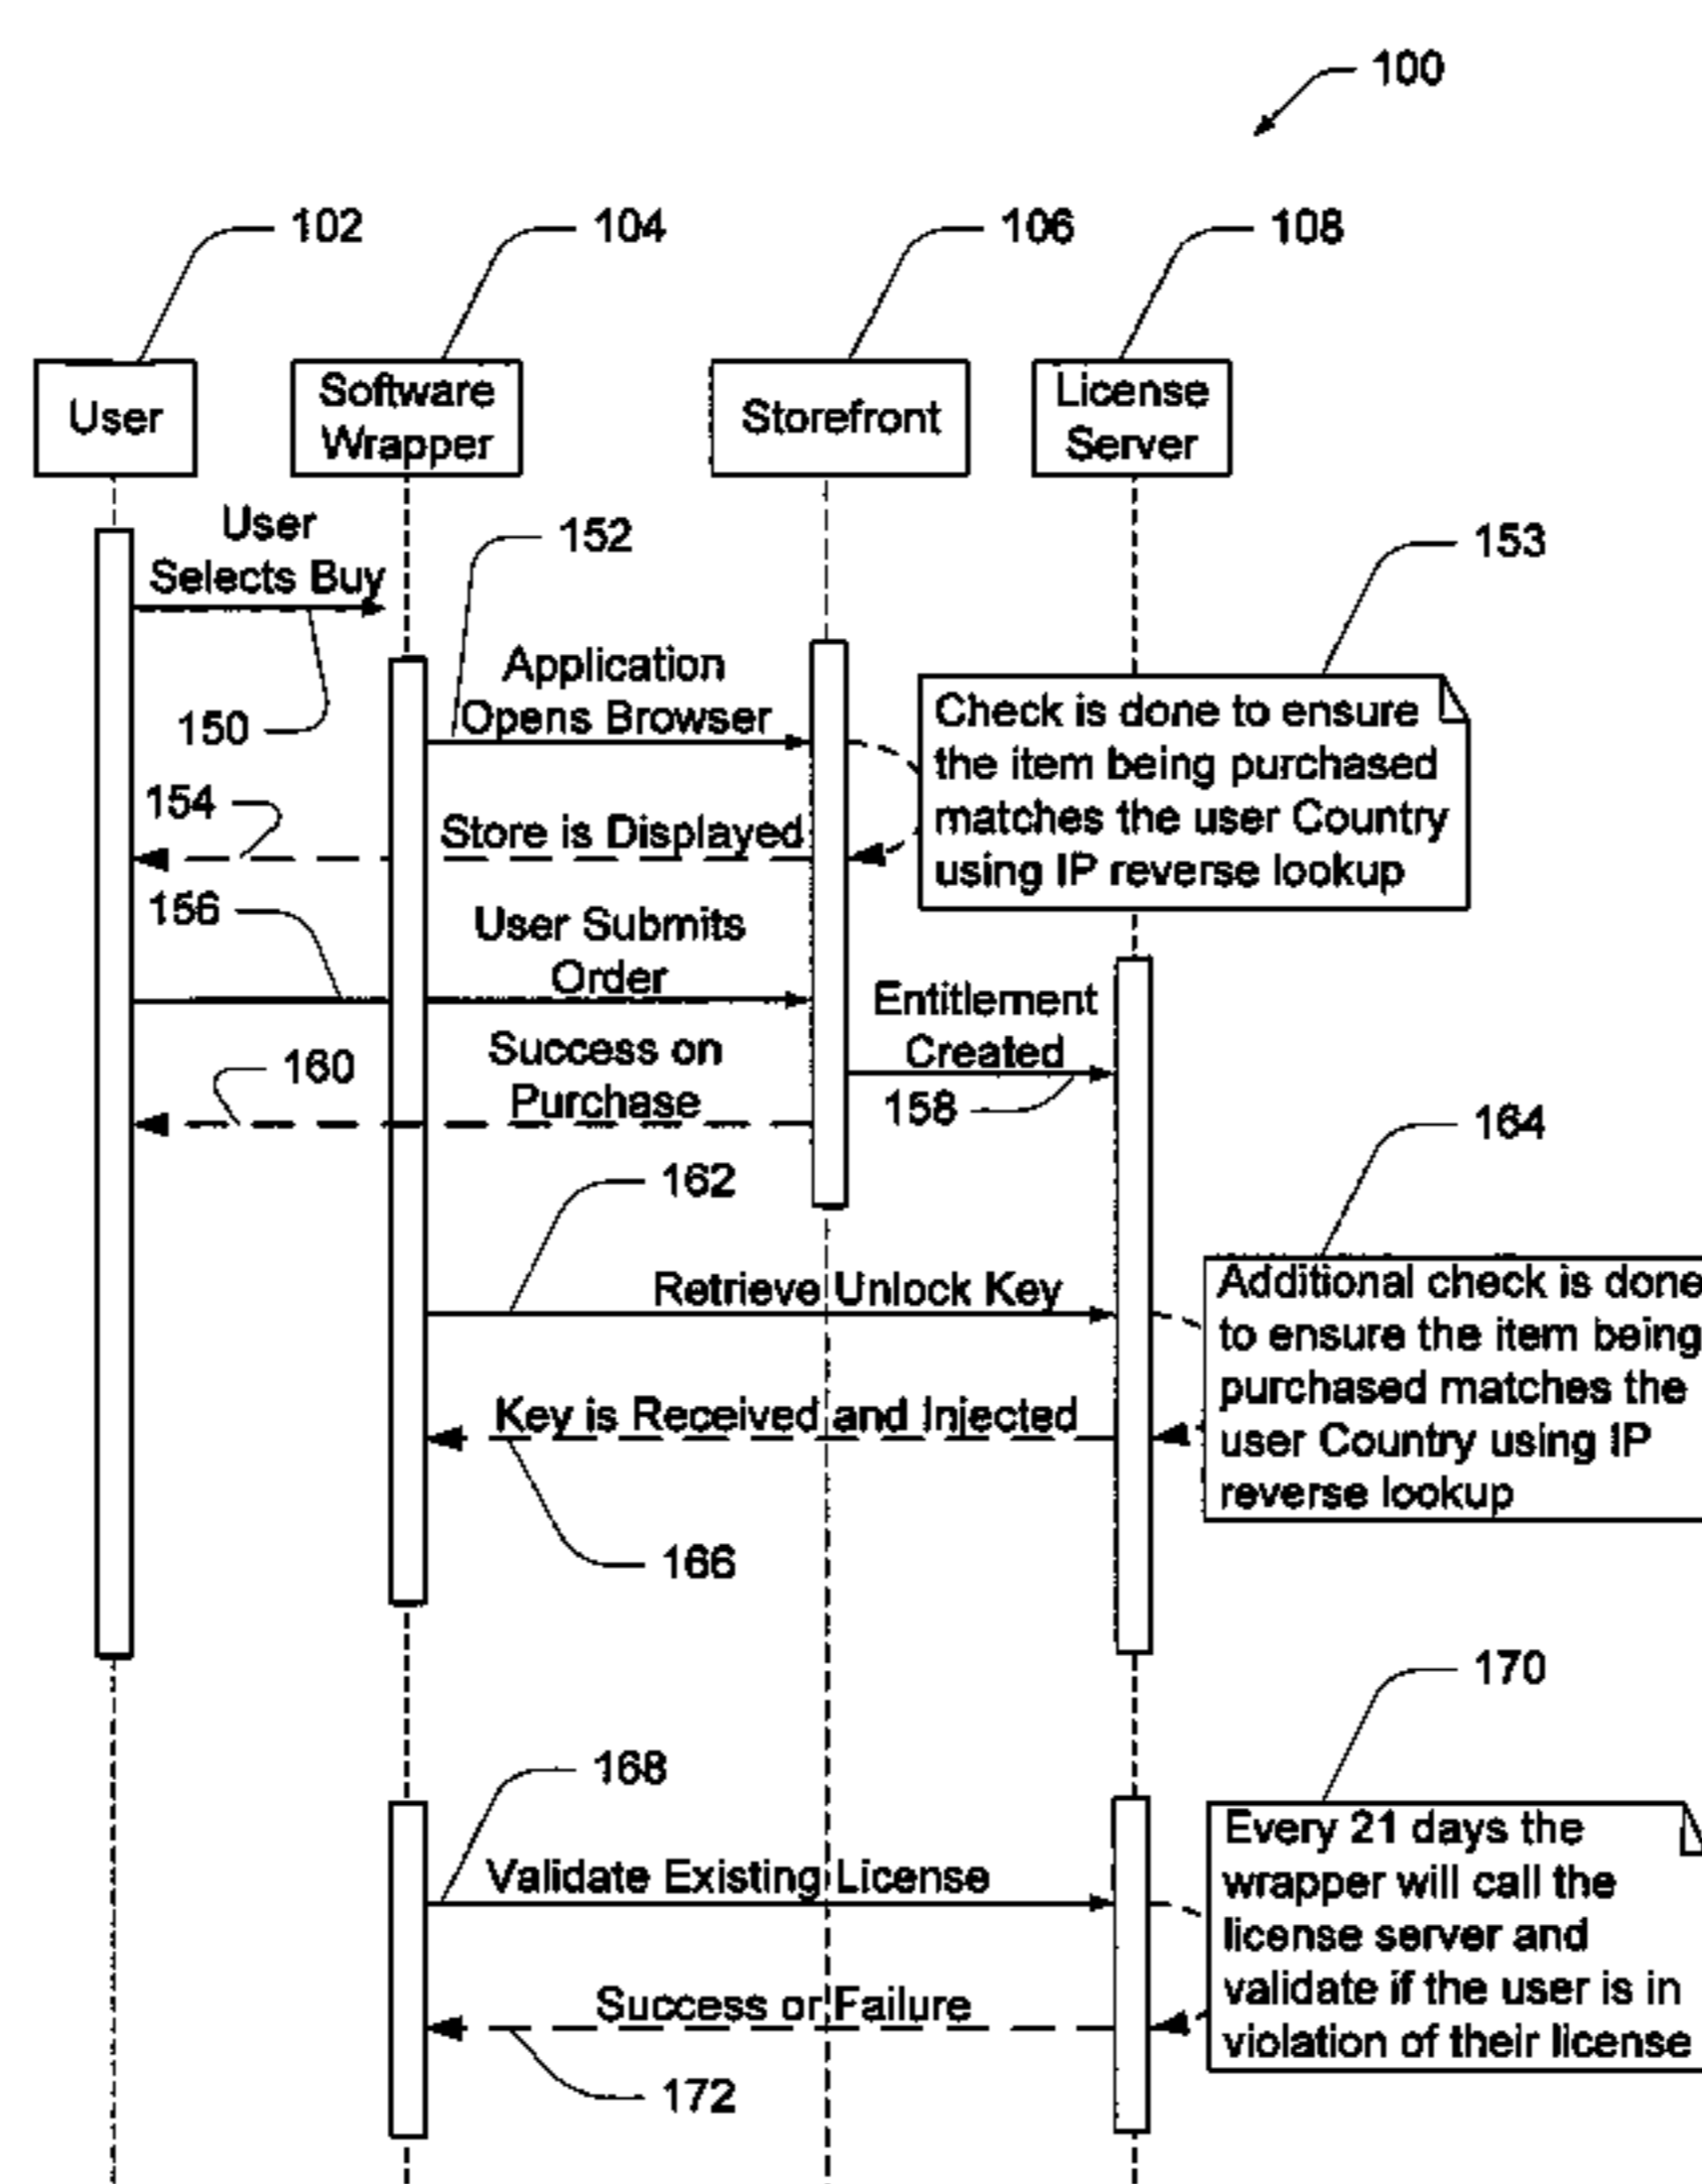 100
102
104
106
108
User
Software
Wrapper
Storefront
License
Server
User
Selects Buy
152
153
150
Application
Opens Browser
Check is done to ensure
the item being purchased
matches the user Country
using IP reverse lookup
154
Store is Displayed
156
User Submits
Order
Entitlement
Created
160
Success on
Purchase
158
164
162
Retrieve Unlock Key
Additional check is done
to ensure the item being
purchased matches the
user Country using IP
reverse lookup
Key is Received and Injected
166
170
168
Validate Existing License
Every 21 days the
wrapper will call the
license server and
validate if the user is in
violation of their license
Success or Failure
172